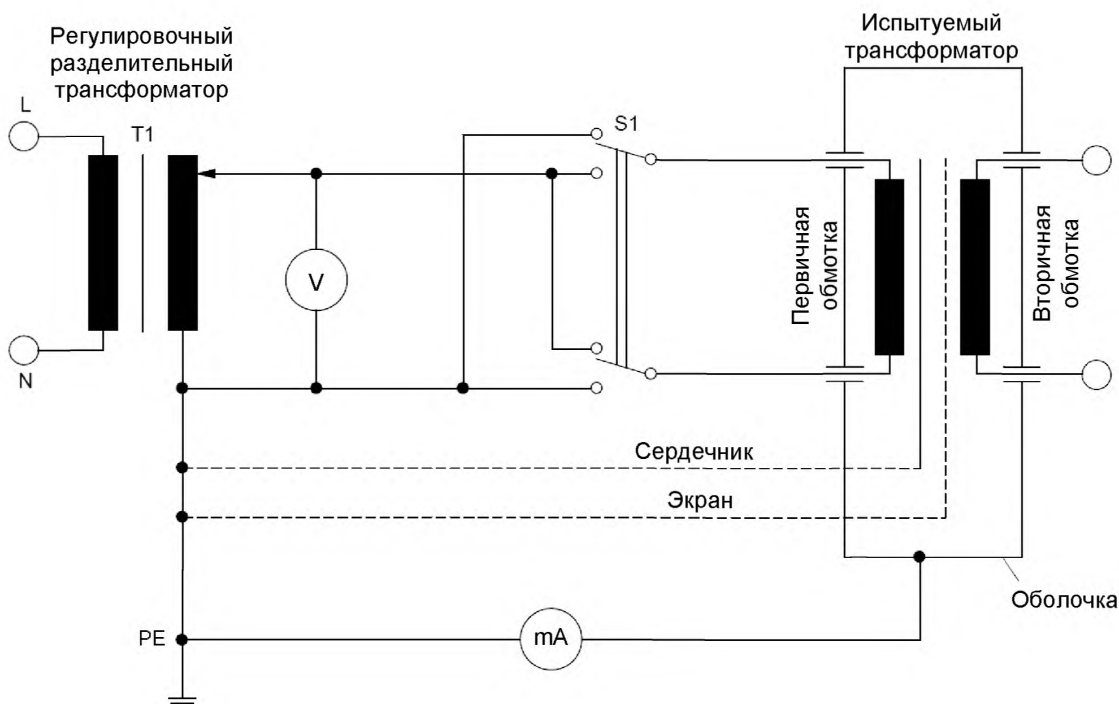 Регулировочный
разделительный
трансформатор
Испытуемый
трансформатор
L
T1
S1
V
Первичная
обмотка
Вторичная
обмотка
N
Сердечник
Экран
Оболочка
PE
mA